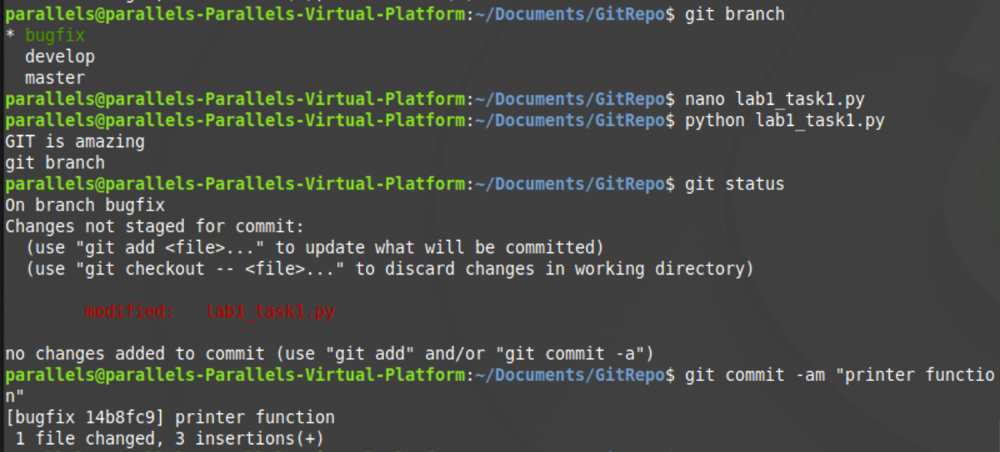 parallels@parallels-Parallels-Virtual-Platform:~/Documents/GitRepo$ git branch
* bugfix
  develop
  master
parallels@parallels-Parallels-Virtual-Platform:~/Documents/GitRepo$ nano lab1_task1.py
parallels@parallels-Parallels-Virtual-Platform:~/Documents/GitRepo$ python lab1_task1.py
GIT is amazing
git branch
parallels@parallels-Parallels-Virtual-Platform:~/Documents/GitRepo$ git status
On branch bugfix
Changes not staged for commit:
  (use "git add <file>..." to update what will be committed)
  (use "git checkout -- <file>..." to discard changes in working directory)
        modified:   lab1_task1.py
no changes added to commit (use "git add" and/or "git commit -a")
parallels@parallels-Parallels-Virtual-Platform:~/Documents/GitRepo$ git commit -am "printer functio
n"
[bugfix 14b8fc9] printer function
 1 file changed, 3 insertions(+)